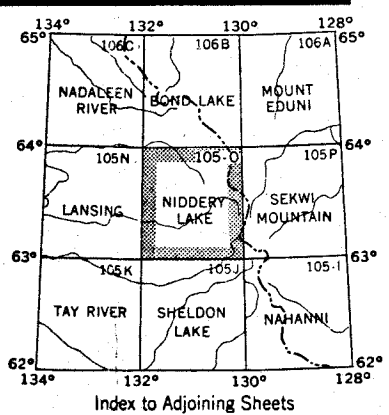 134° 132° 130° 128°
65° 106C 106B 106A 65°
NADALEEN RIVER
BOND LAKE
MOUNT EDUNI
64° 105N 105-O 105P 64°
LANSING
NIDDERY LAKE
SEKWI MOUNTAIN
63° 105K 105J 105-I 63°
TAY RIVER
SHELDON LAKE
NAHANNI
62° 62°
134° 132° 130° 128°
Index to Adjoining Sheets